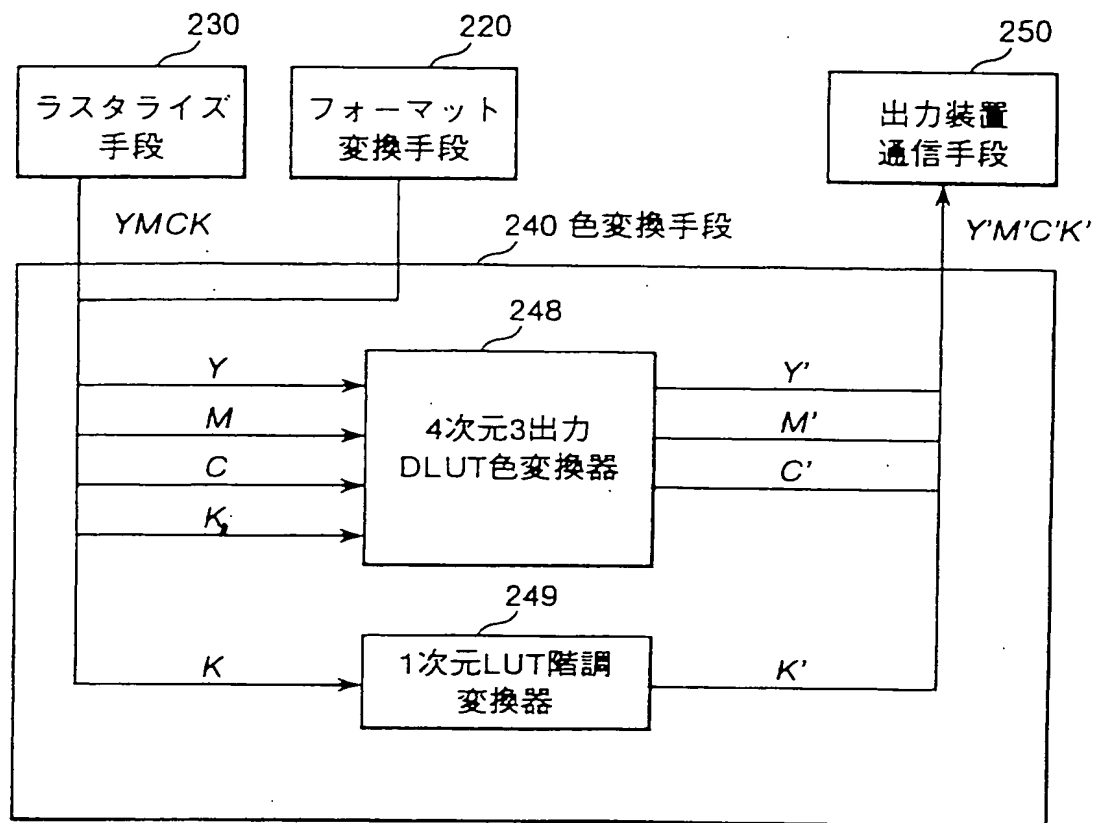 230
220
250
ラスタライズ
手段
フォーマット
変換手段
出力装置
通信手段
YMCK
240 色変換手段
Y'M'C'K'
248
Y
M
C
K,
4次元3出力
DLUT色変換器
Y'
M'
C'
249
K
1次元LUT階調
変換器
K'